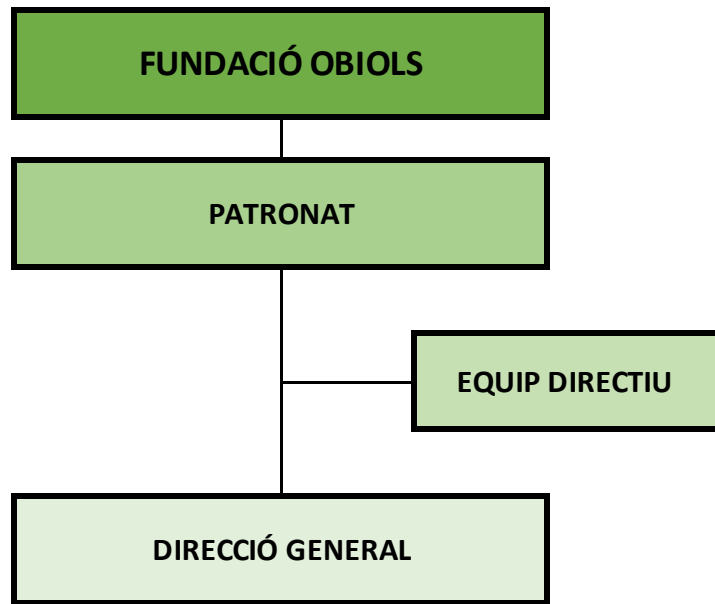 FUNDACIÓ OBIOLS
PATRONAT
EQUIP DIRECTIU
DIRECCIÓ GENERAL